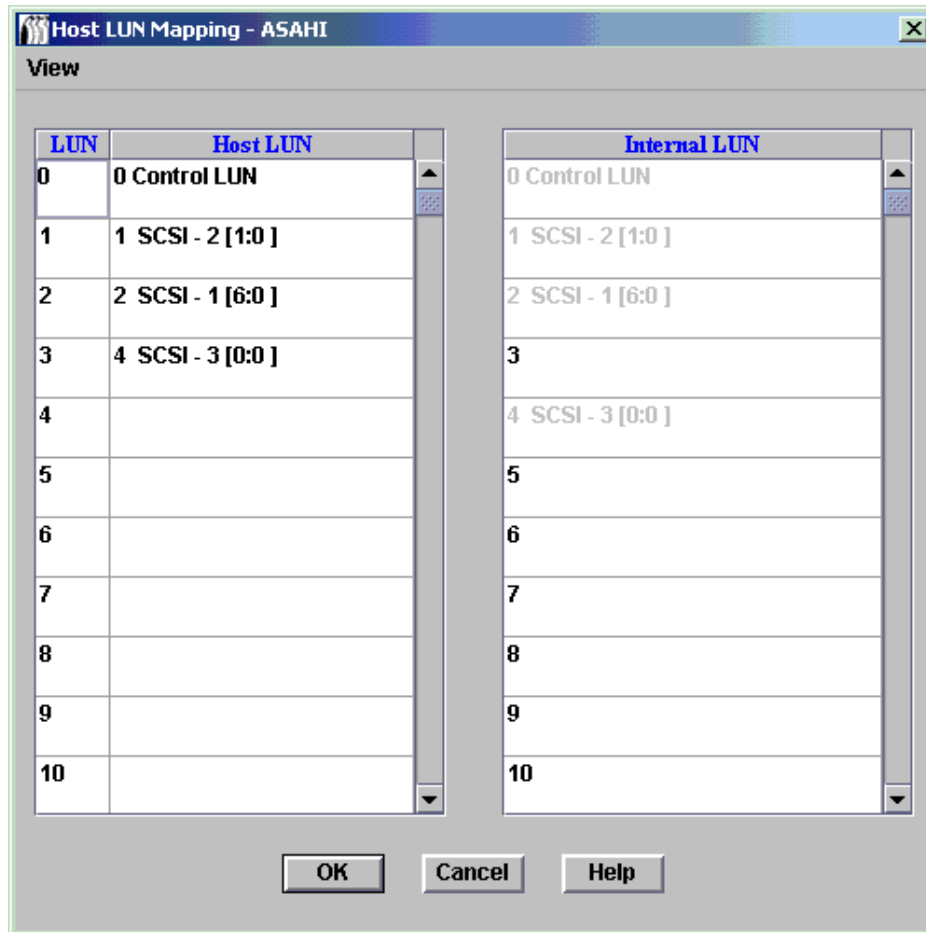 Host LUN Mapping - ASAHI
View
LUN Host LUN Internal LUN
0 0 Control LUN 0 Control LUN
1 1 SCSI - 2 [1:0 ] 1 SCSI - 2 [1:0 ]
2 2 SCSI - 1 [6:0 ] 2 SCSI - 1 [6:0 ]
3 4 SCSI - 3 [0:0 ] 3
4 4 SCSI - 3 [0:0 ]
5 5
6 6
7 7
8 8
9 9
10 10
OK Cancel Help